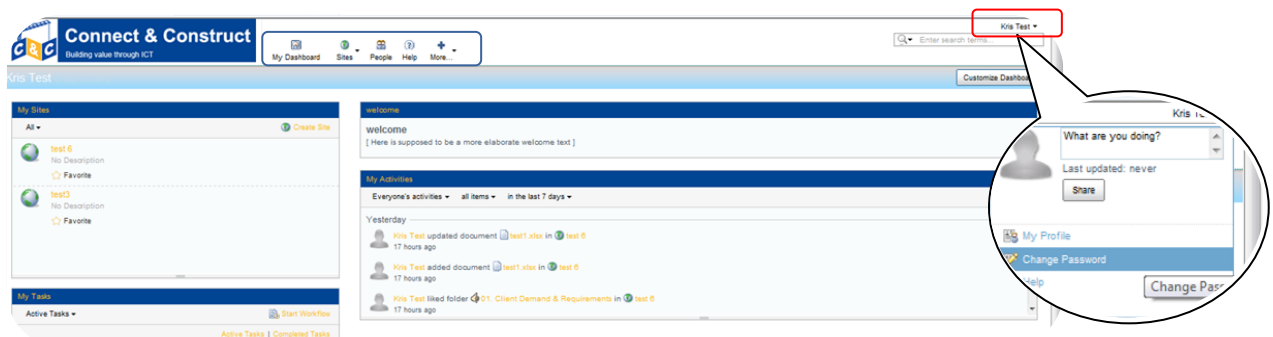 Connect & Construct
Building value through ICT
C&C
My Dashboard Sites People Help More...
Kris Test
Enter search terms...
Kris Test
Customize Dashboard
My Sites
All
Create Site
test 6
No Description
Favorite
test3
No Description
Favorite
My Tasks
Active Tasks
Start Workflow
Active Tasks | Completed Tasks
welcome
welcome
[ Here is supposed to be a more elaborate welcome text ]
My Activities
Everyone's activities all items in the last 7 days
Yesterday
Kris Test updated document test1.xlsx in test 6
17 hours ago
Kris Test added document test1.xlsx in test 6
17 hours ago
Kris Test liked folder 01. Client Demand & Requirements in test 6
17 hours ago
Kris
What are you doing?
Last updated: never
Share
My Profile
Change Password
Help
Change Pass